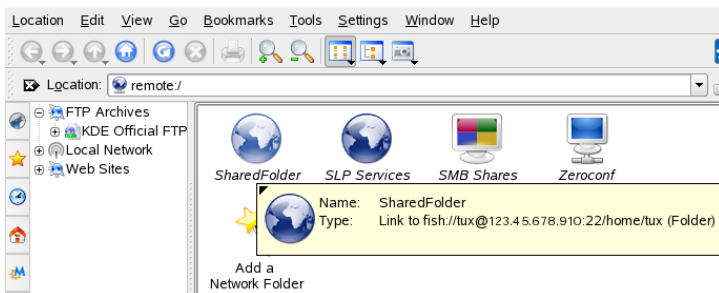 Location Edit View Go Bookmarks Tools Settings Window Help
Location: remote:/
FTP Archives
KDE Official FTP
Local Network
Web Sites
SharedFolder SLP Services SMB Shares Zeroconf
Name: SharedFolder
Type: Link to fish://tux@123.45.678.910:22/home/tux (Folder)
Add a
Network Folder